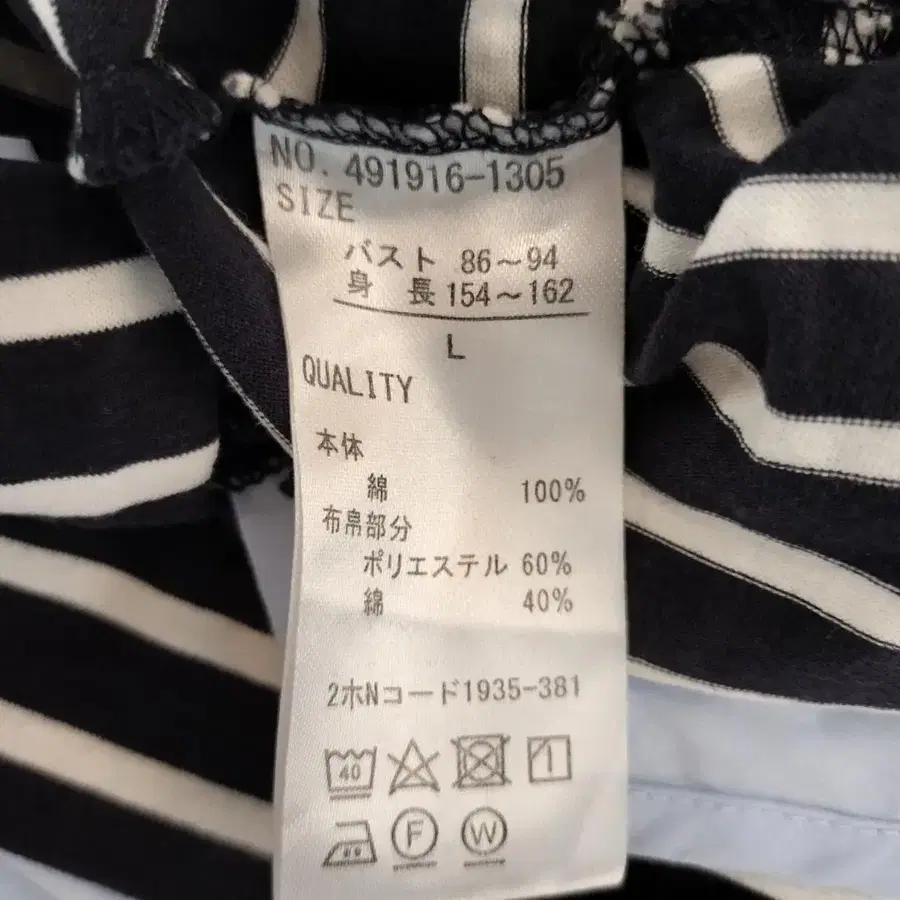 NO. 491916-1305
SIZE
バスト 86～94
身 長 154～162
L
QUALITY
本体
綿 100%
布帛部分
ポリエステル 60%
綿 40%
2ホNコード1935-381
40
F W